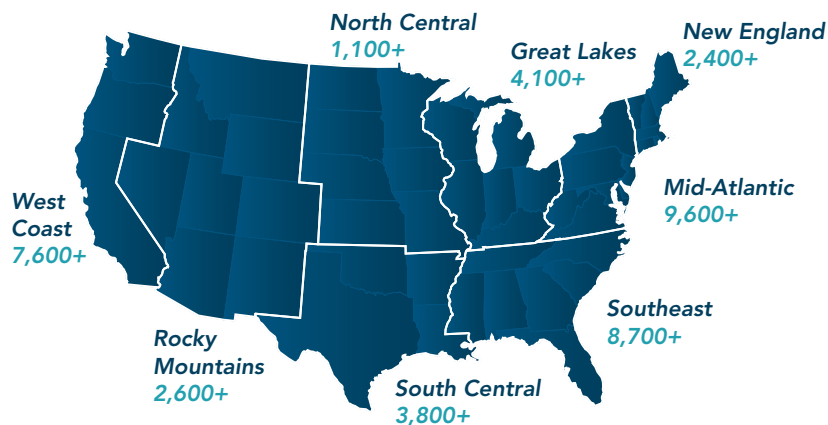 North Central
1,100+
New England
2,400+
Great Lakes
4,100+
Mid-Atlantic
9,600+
West
Coast
7,600+
Southeast
8,700+
Rocky
Mountains
2,600+
South Central
3,800+